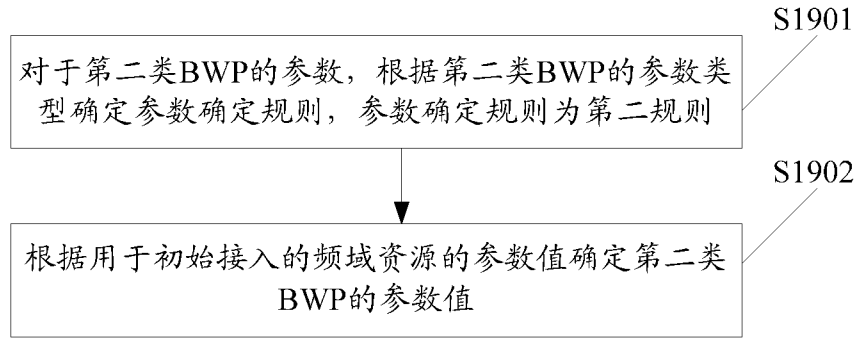 S1901
对于第二类BWP的参数，根据第二类BWP的参数类
型确定参数确定规则，参数确定规则为第二规则
S1902
根据用于初始接入的频域资源的参数值确定第二类
BWP的参数值